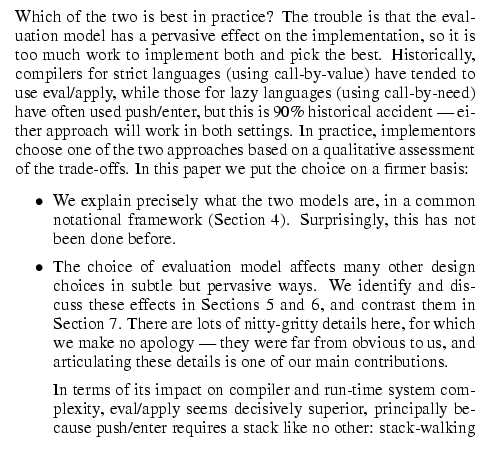 Which of the two is best in practice? The trouble is that the eval-
uation model has a pervasive effect on the implementation, so it is
too much work to implement both and pick the best. Historically,
compilers for strict languages (using call-by-value) have tended to
use eval/apply, while those for lazy languages (using call-by-need)
have often used push/enter, but this is 90% historical accident — ei-
ther approach will work in both settings. In practice, implementors
choose one of the two approaches based on a qualitative assessment
of the trade-offs. In this paper we put the choice on a firmer basis:
• We explain precisely what the two models are, in a common
notational framework (Section 4). Surprisingly, this has not
been done before.
• The choice of evaluation model affects many other design
choices in subtle but pervasive ways. We identify and dis-
cuss these effects in Sections 5 and 6, and contrast them in
Section 7. There are lots of nitty-gritty details here, for which
we make no apology — they were far from obvious to us, and
articulating these details is one of our main contributions.
In terms of its impact on compiler and run-time system com-
plexity, eval/apply seems decisively superior, principally be-
cause push/enter requires a stack like no other: stack-walking